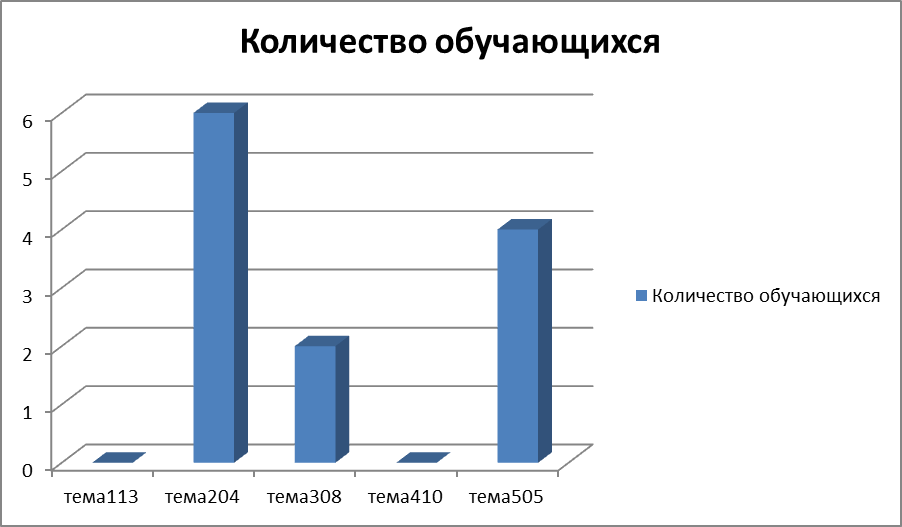 Количество обучающихся
6
5
4
3
2
1
0
тема113 тема204 тема308 тема410 тема505
Количество обучающихся